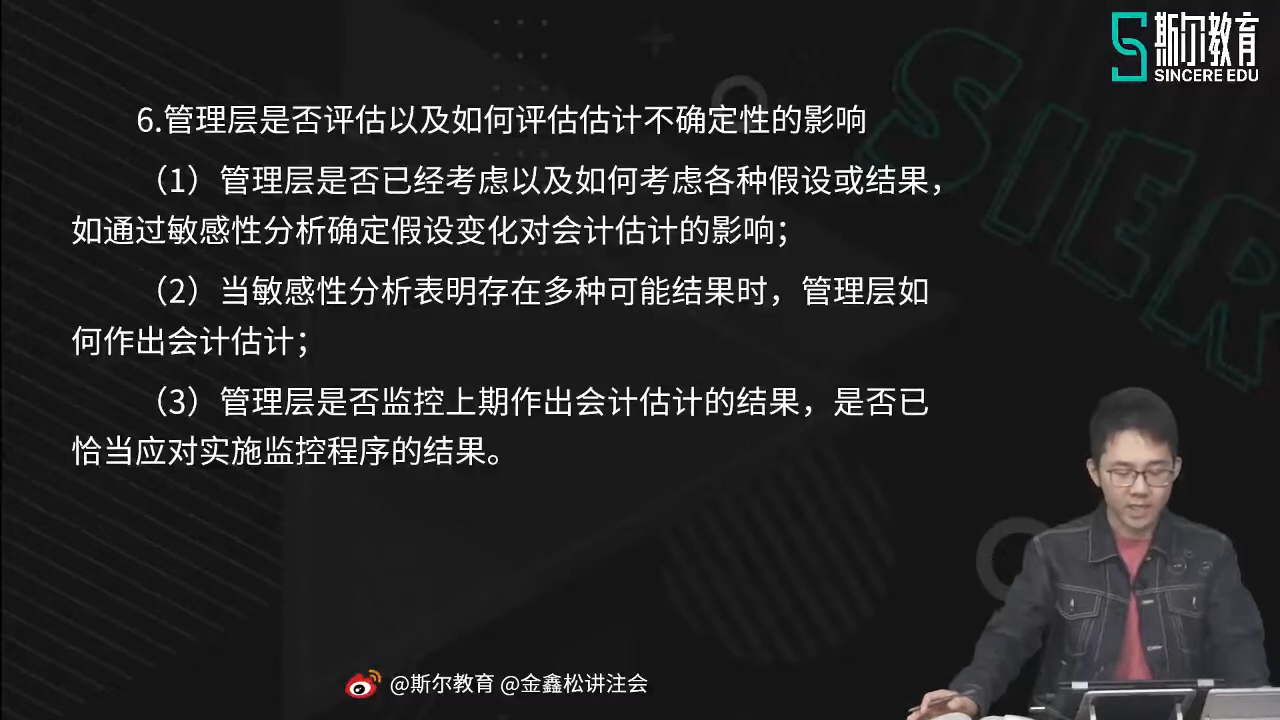 斯尔教育
SINCERE EDU
6.管理层是否评估以及如何评估估计不确定性的影响
（1）管理层是否已经考虑以及如何考虑各种假设或结果，
如通过敏感性分析确定假设变化对会计估计的影响；
（2）当敏感性分析表明存在多种可能结果时，管理层如
何作出会计估计；
（3）管理层是否监控上期作出会计估计的结果，是否已
恰当应对实施监控程序的结果。
SIER
@斯尔教育 @金鑫松讲注会